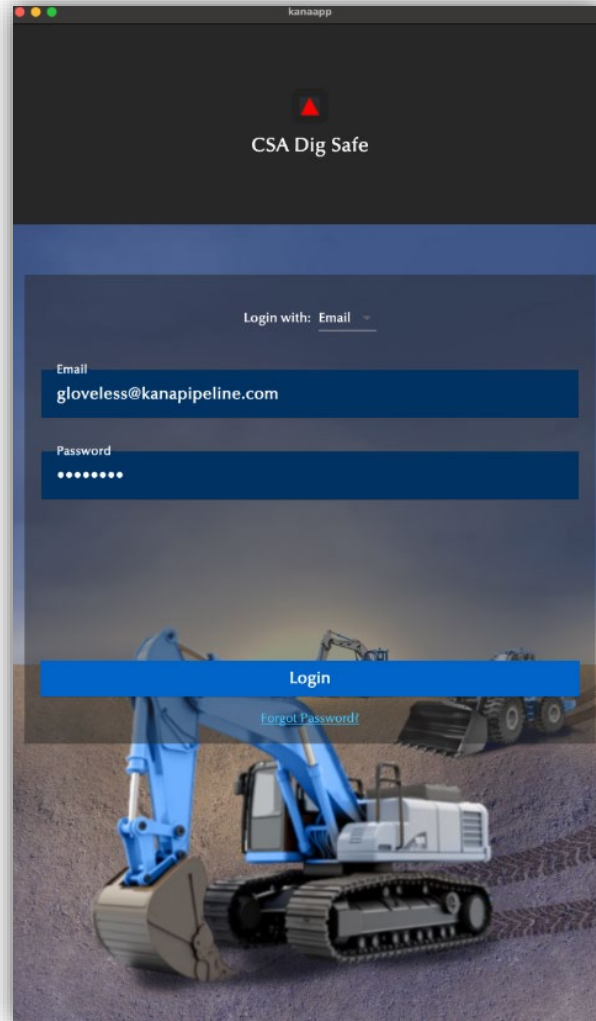 kanaapp
CSA Dig Safe
Login with: Email
Email
gloveless@kanapipeline.com
Password
••••••••
Login
Forgot Password?